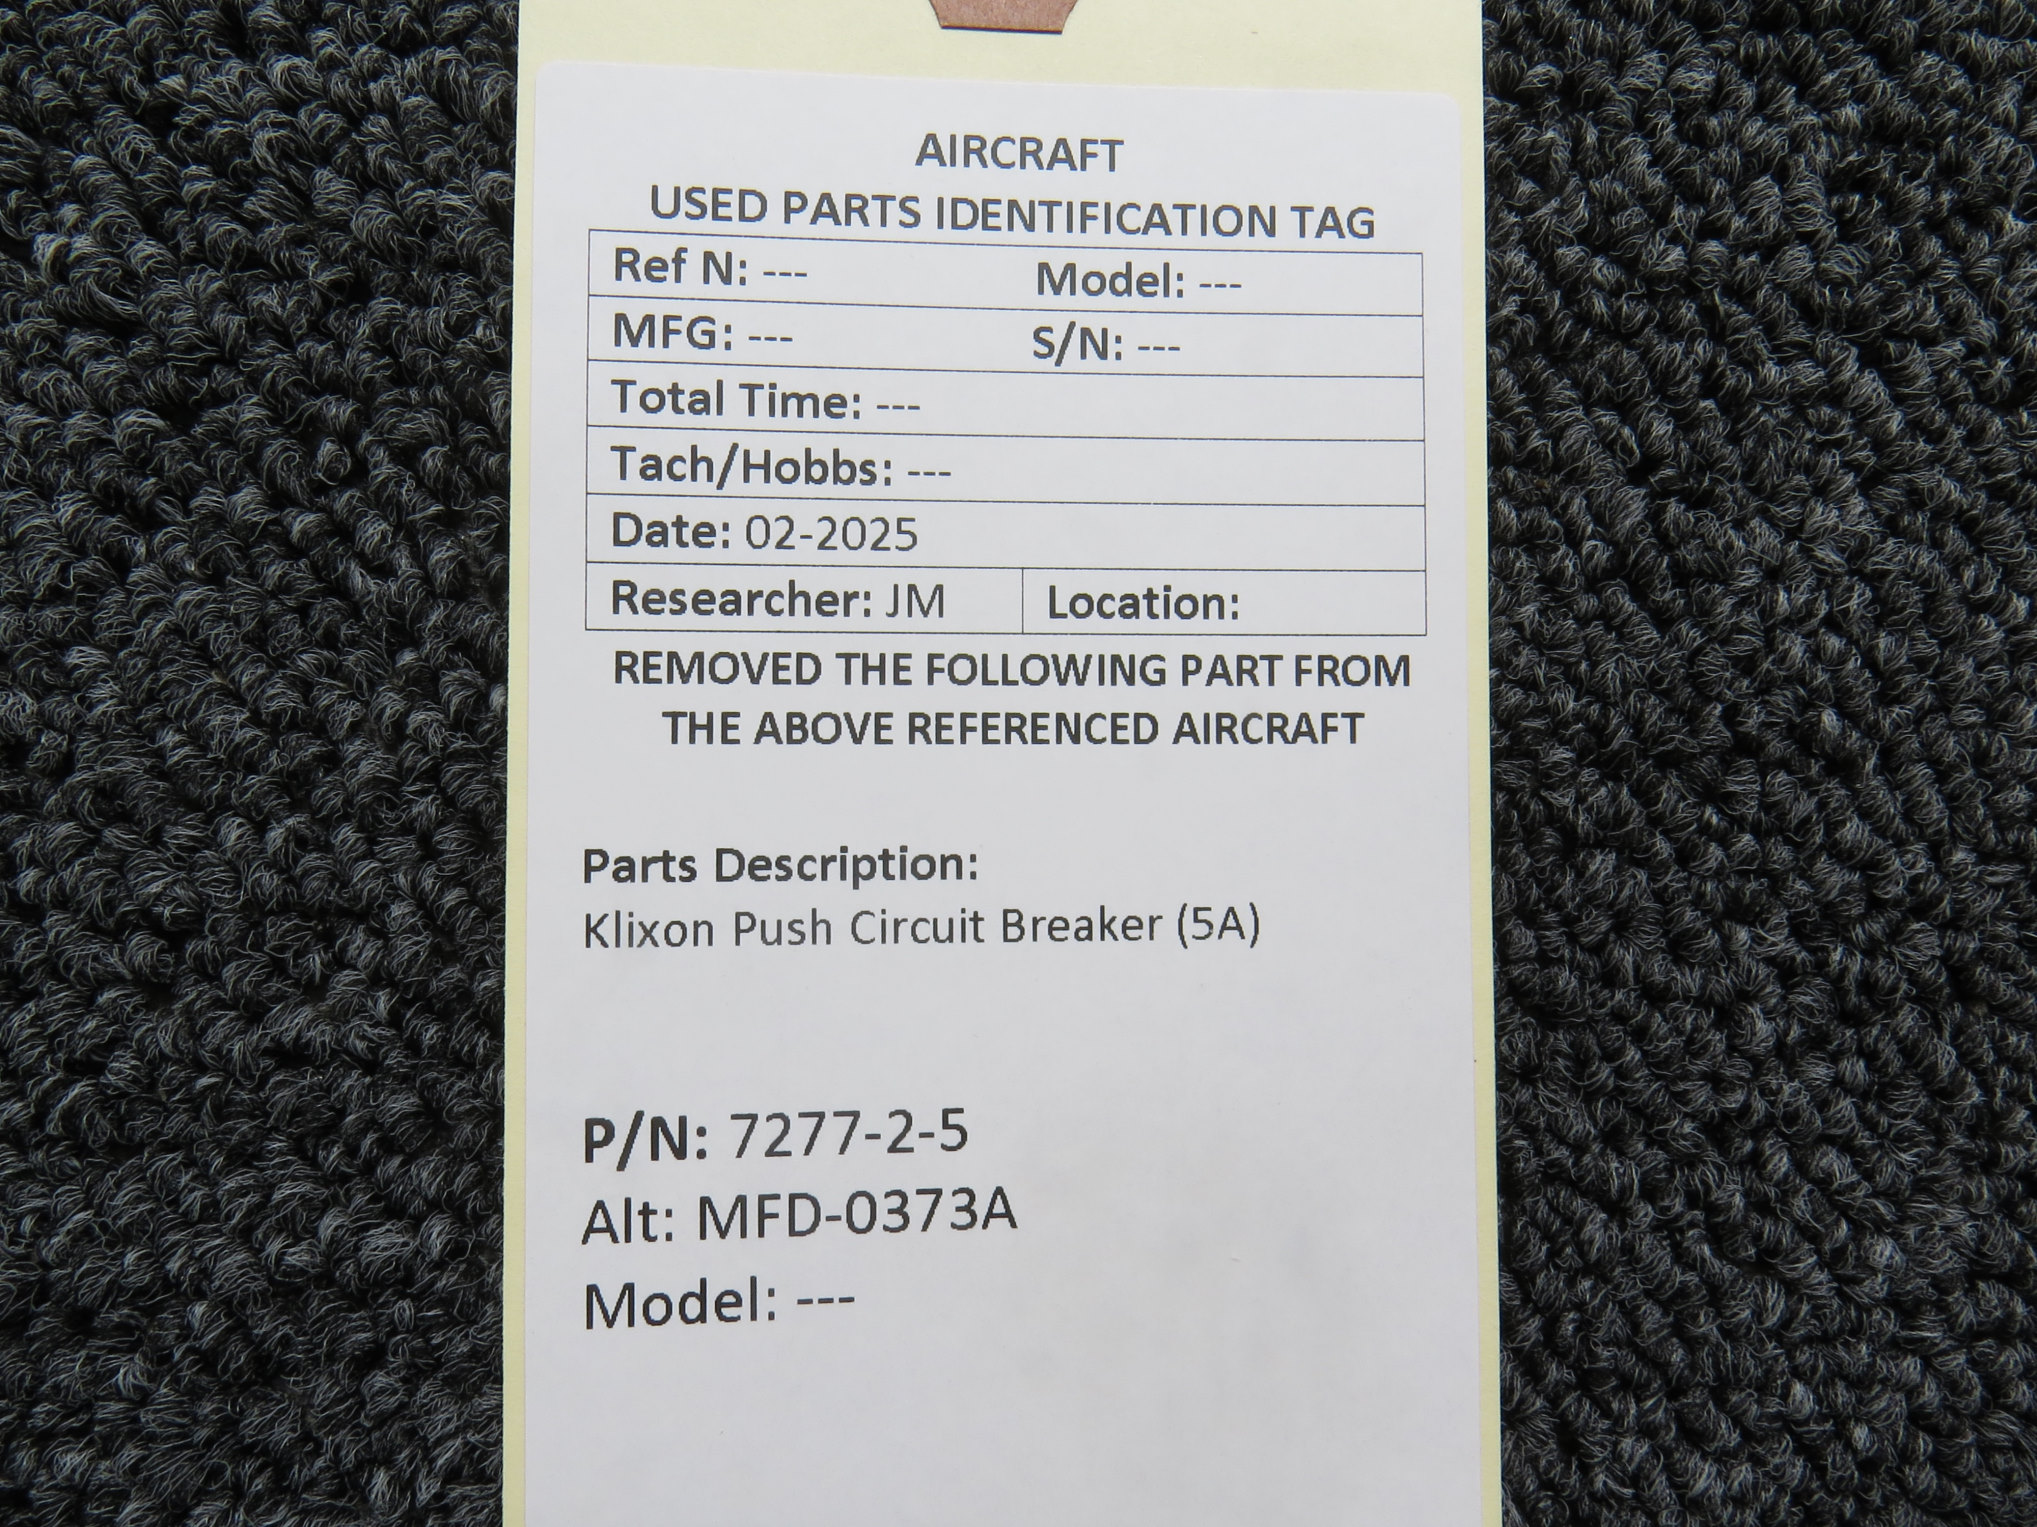 AIRCRAFT
USED PARTS IDENTIFICATION TAG
Ref N: --- Model: ---
MFG: --- S/N: ---
Total Time: ---
Tach/Hobbs: ---
Date: 02-2025
Researcher: JM Location:
REMOVED THE FOLLOWING PART FROM
THE ABOVE REFERENCED AIRCRAFT
Parts Description:
Klixon Push Circuit Breaker (5A)
P/N: 7277-2-5
Alt: MFD-0373A
Model: ---